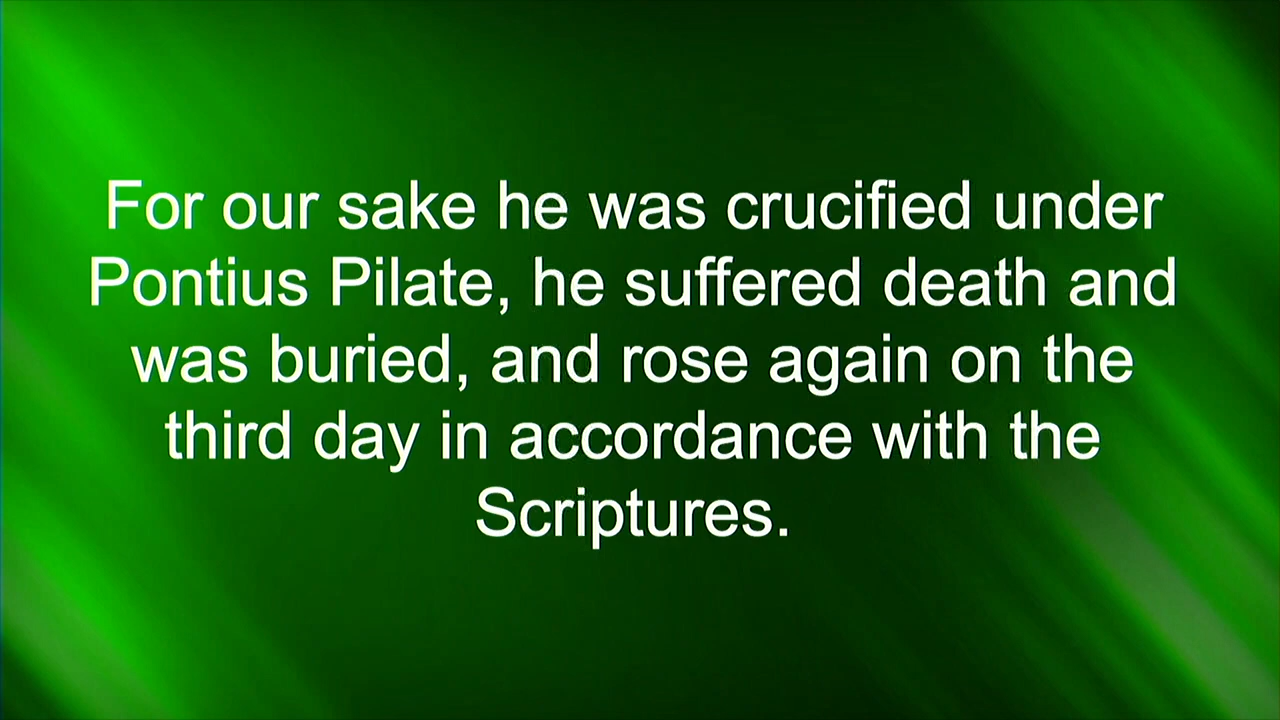 For our sake he was crucified under
Pontius Pilate, he suffered death and
was buried, and rose again on the
third day in accordance with the
Scriptures.